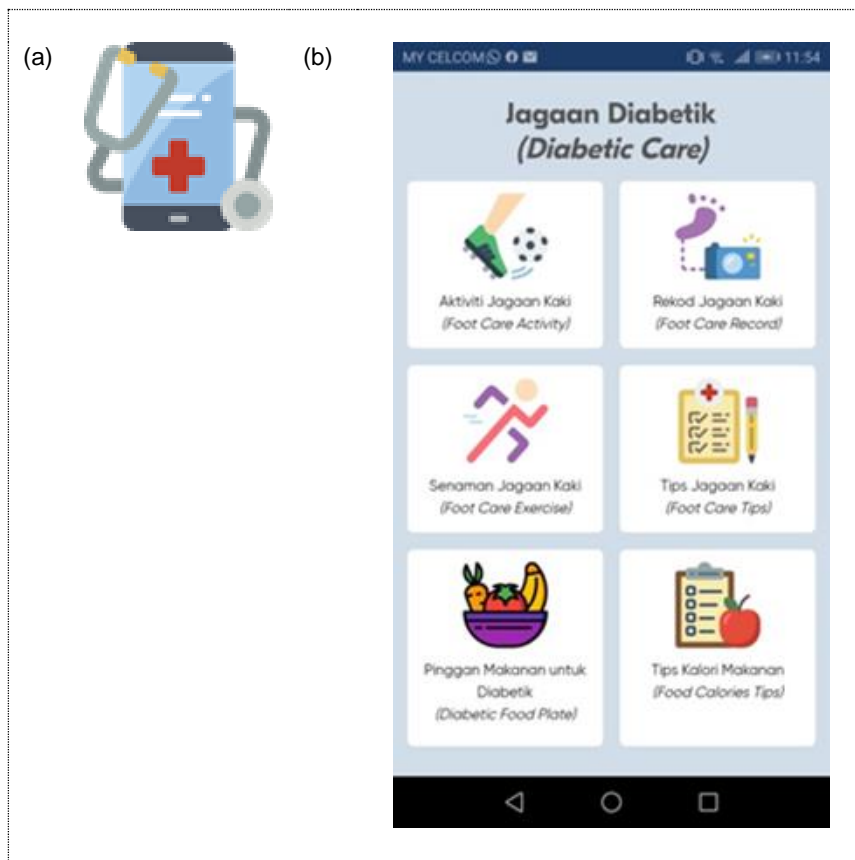 (a)
(b)
MY CELCOM
11:54
Jagaan Diabetik
(Diabetic Care)
Aktiviti Jagaan Kaki
(Foot Care Activity)
Rekod Jagaan Kaki
(Foot Care Record)
Senaman Jagaan Kaki
(Foot Care Exercise)
Tips Jagaan Kaki
(Foot Care Tips)
Pinggan Makanan untuk
Diabetik
(Diabetic Food Plate)
Tips Kalori Makanan
(Food Calories Tips)